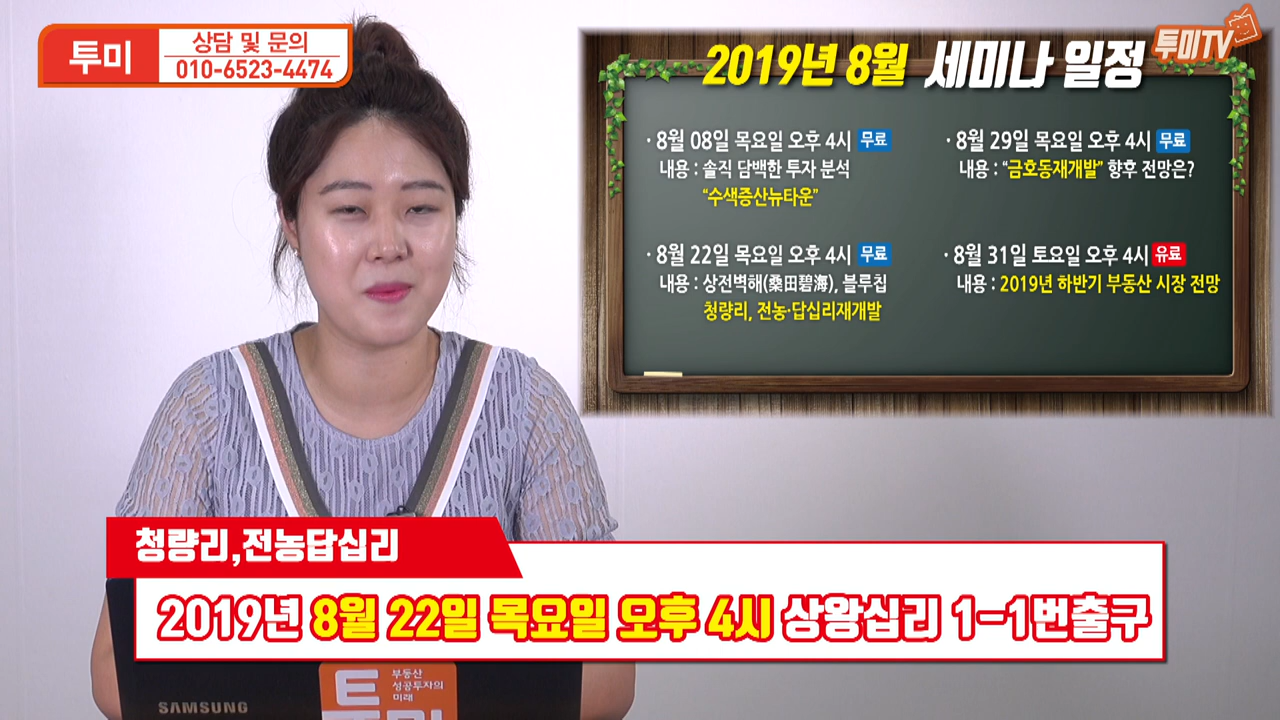 투미
상담 및 문의
010-6523-4474
투미TV
2019년 8월 세미나 일정
· 8월 08일 목요일 오후 4시 무료
내용 : 솔직 담백한 투자 분석
“수색증산뉴타운”
· 8월 22일 목요일 오후 4시 무료
내용 : 상전벽해(桑田碧海), 블루칩
청량리, 전농·답십리재개발
· 8월 29일 목요일 오후 4시 무료
내용 : “금호동재개발” 향후 전망은?
· 8월 31일 토요일 오후 4시 유료
내용 : 2019년 하반기 부동산 시장 전망
청량리,전농답십리
2019년 8월 22일 목요일 오후 4시 상왕십리 1-1번출구
부동산
성공투자의
미래
SAMSUNG